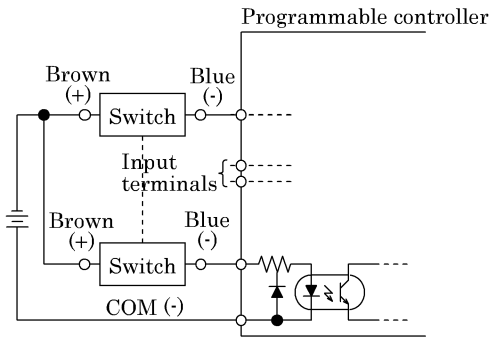 Programmable controller
Brown
(+)
Blue
(-)
Switch
Input
terminals
Brown
(+)
Blue
(-)
Switch
COM (-)